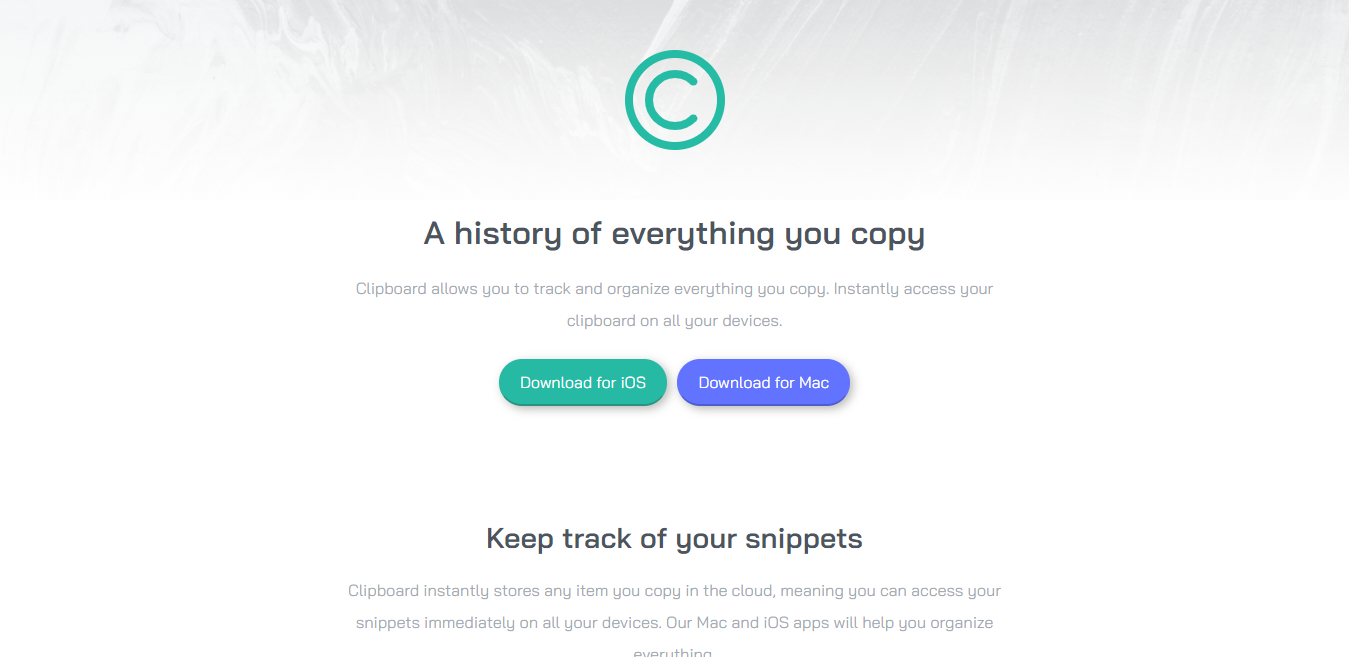 A history of everything you copy
Clipboard allows you to track and organize everything you copy. Instantly access your
clipboard on all your devices.
Download for iOS
Download for Mac
Keep track of your snippets
Clipboard instantly stores any item you copy in the cloud, meaning you can access your
snippets immediately on all your devices. Our Mac and iOS apps will help you organize
everything.